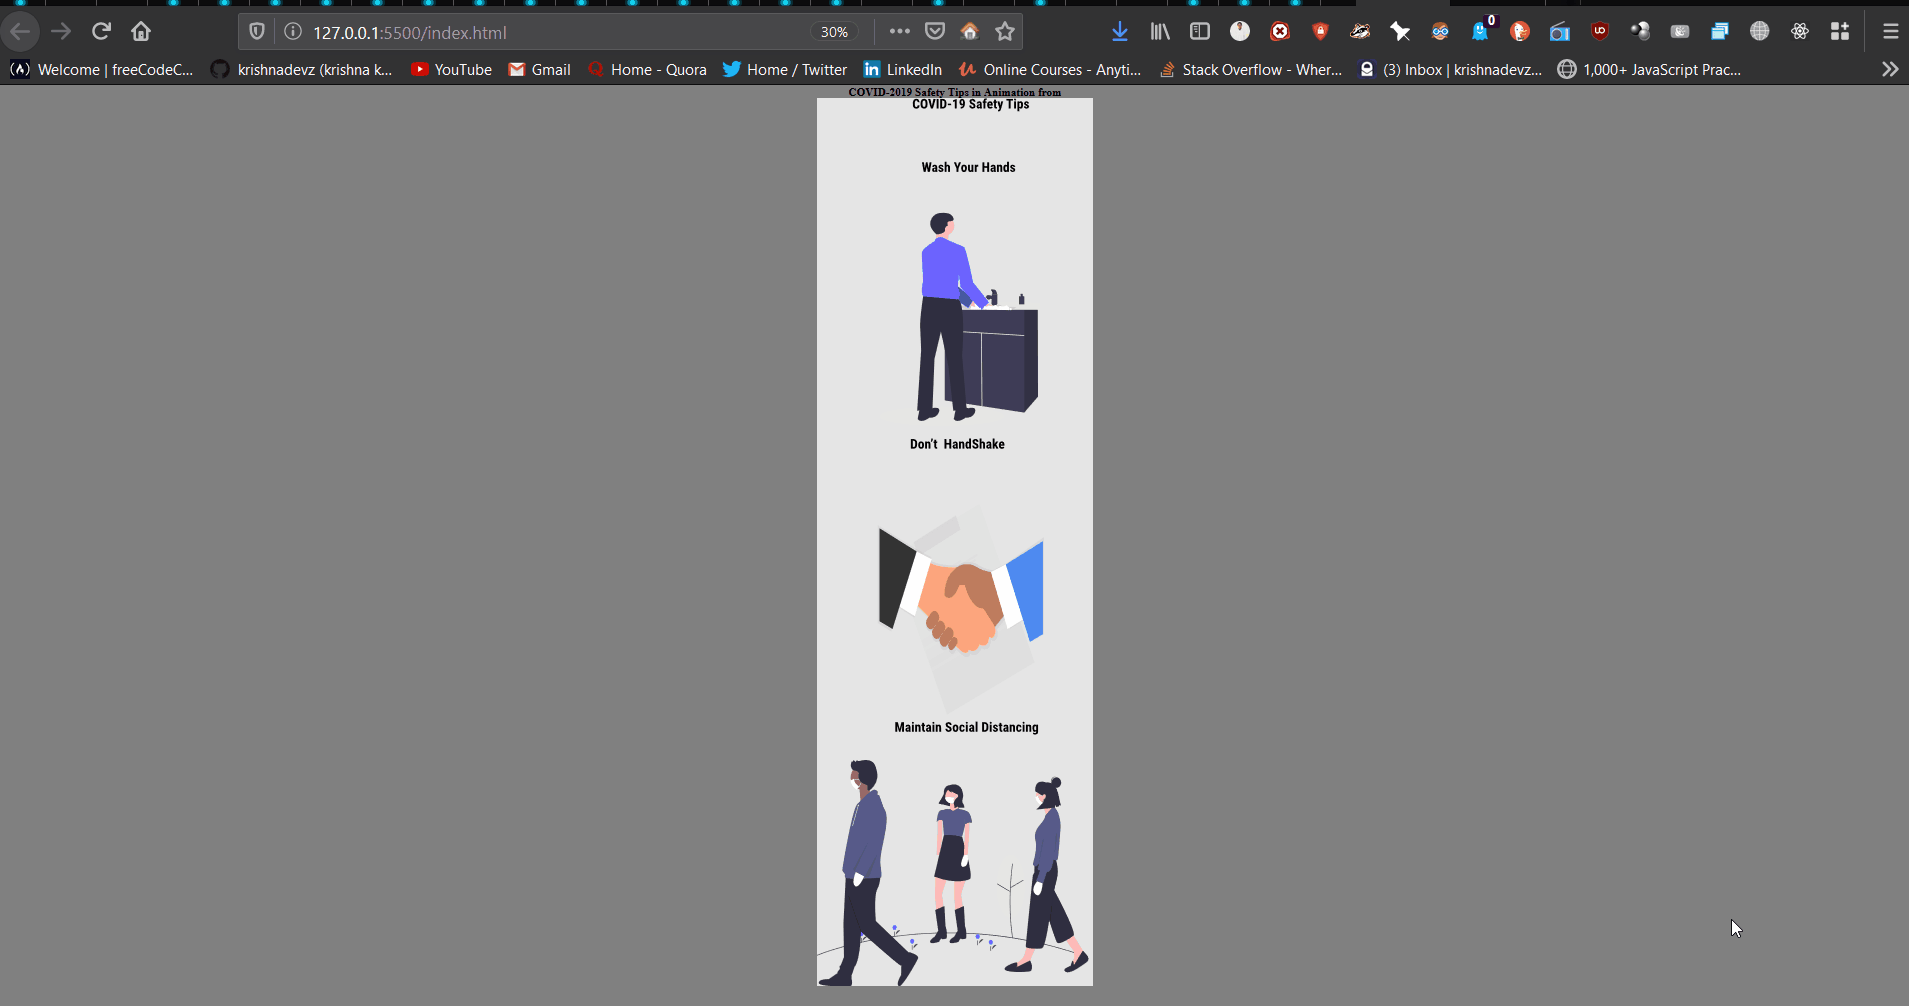 127.0.0.1:5500/index.html 30% 0
Welcome | freeCodeC... krishnadevz (krishna k... YouTube Gmail Home - Quora Home / Twitter LinkedIn Online Courses - Anyti... Stack Overflow - Wher... (3) Inbox | krishnadevz... 1,000+ JavaScript Prac...
COVID-2019 Safety Tips in Animation from
COVID-19 Safety Tips
Wash Your Hands
Don’t HandShake
Maintain Social Distancing